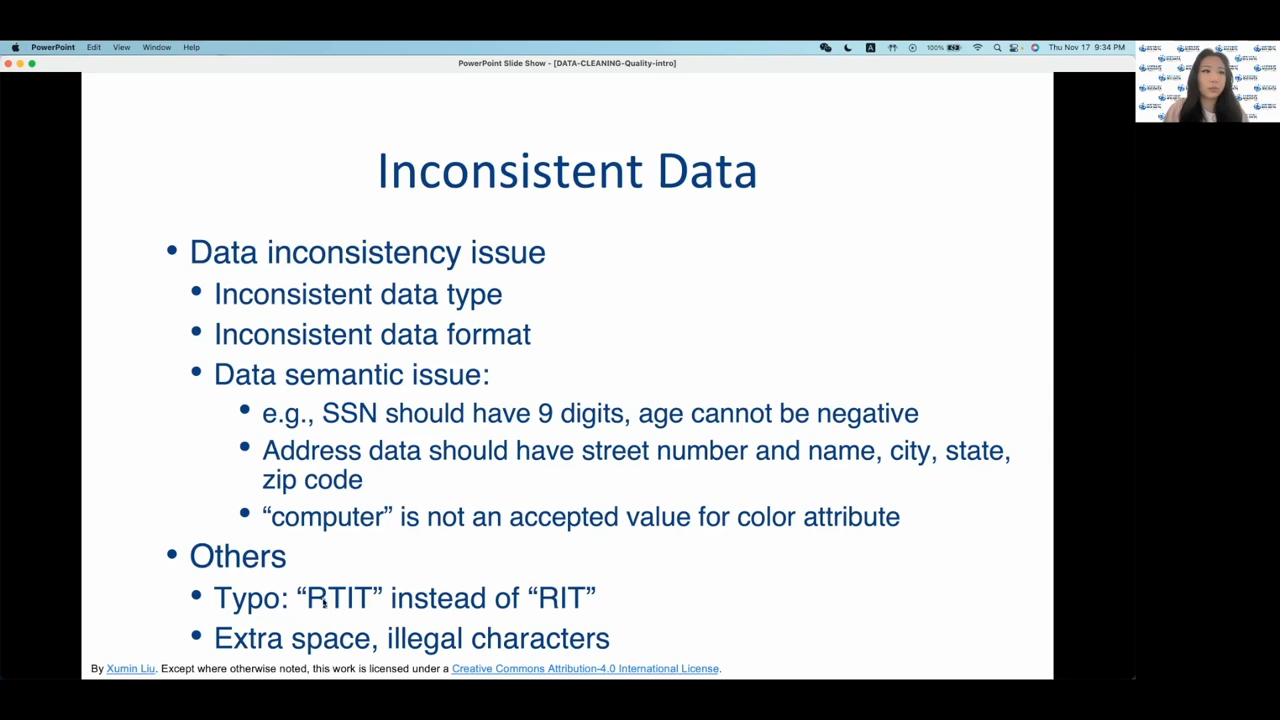 PowerPoint Edit View Window Help 100% Thu Nov 17 9:34 PM
PowerPoint Slide Show - [DATA-CLEANING-Quality-intro]
Inconsistent Data
• Data inconsistency issue
• Inconsistent data type
• Inconsistent data format
• Data semantic issue:
• e.g., SSN should have 9 digits, age cannot be negative
• Address data should have street number and name, city, state,
zip code
• “computer” is not an accepted value for color attribute
• Others
• Typo: “RTIT” instead of “RIT”
• Extra space, illegal characters
By Xumin Liu. Except where otherwise noted, this work is licensed under a Creative Commons Attribution-4.0 International License.